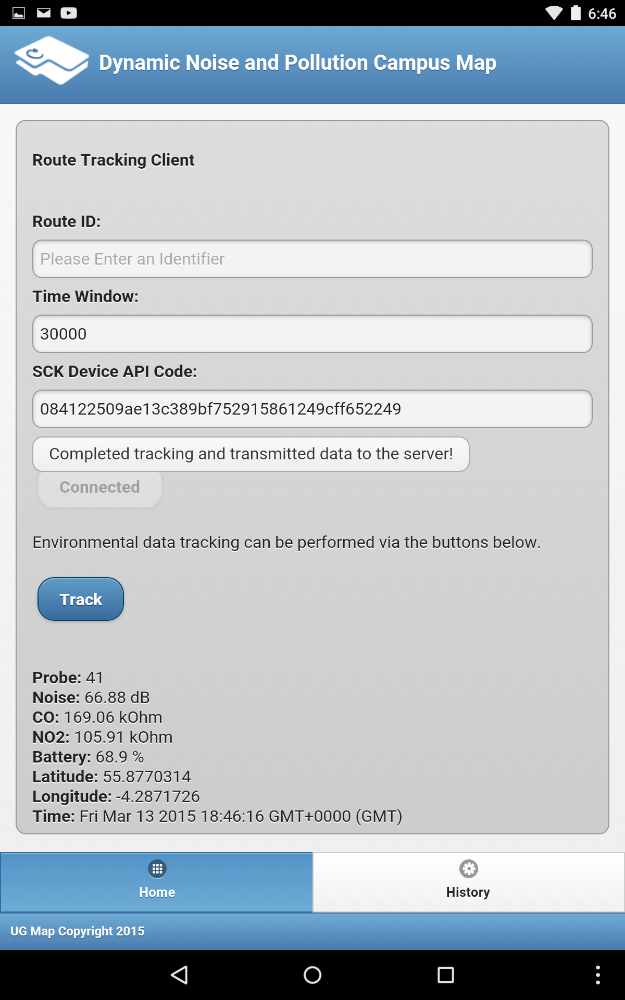 6:46
Dynamic Noise and Pollution Campus Map
Route Tracking Client
Route ID:
Please Enter an Identifier
Time Window:
30000
SCK Device API Code:
084122509ae13c389bf752915861249cff652249
Completed tracking and transmitted data to the server!
Connected
Environmental data tracking can be performed via the buttons below.
Track
Probe: 41
Noise: 66.88 dB
CO: 169.06 kOhm
NO2: 105.91 kOhm
Battery: 68.9 %
Latitude: 55.8770314
Longitude: -4.2871726
Time: Fri Mar 13 2015 18:46:16 GMT+0000 (GMT)
Home
History
UG Map Copyright 2015